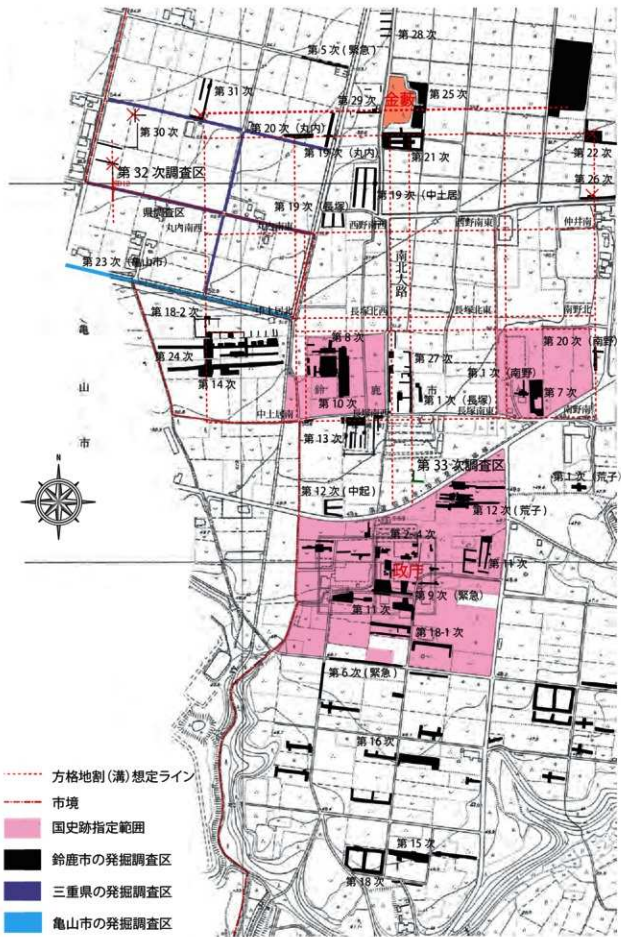 第28次
第5次(緊急)
第31次
第29次
金藪
第25次
第30次
第20次(丸内)
第19次(丸内)
第21次
第22次
第32次調査区
第26次
第19次(中土居)
第19次(長塚)
県調査区
丸内南西
丸内南東
西野南西
西野南東
仲井南
南北大路
第23次(亀山市)
中土居北
長塚北西
長塚北東
南野北
第18-2次
第8次
第20次(南野)
亀山市
第24次
第14次
鈴鹿市
第27次
第1次(南野)
第10次
第1次(長塚)
第7次
中土居南
長塚南西
長塚南東
南野南
第13次
第33次調査区
第1次(荒子)
第12次(中起)
第12次(荒子)
第2~4次
政庁
第11次
第9次(緊急)
第11次
第18-1次
第6次(緊急)
第16次
第15次
第18次
方格地割(溝)想定ライン
市境
国史跡指定範囲
鈴鹿市の発掘調査区
三重県の発掘調査区
亀山市の発掘調査区